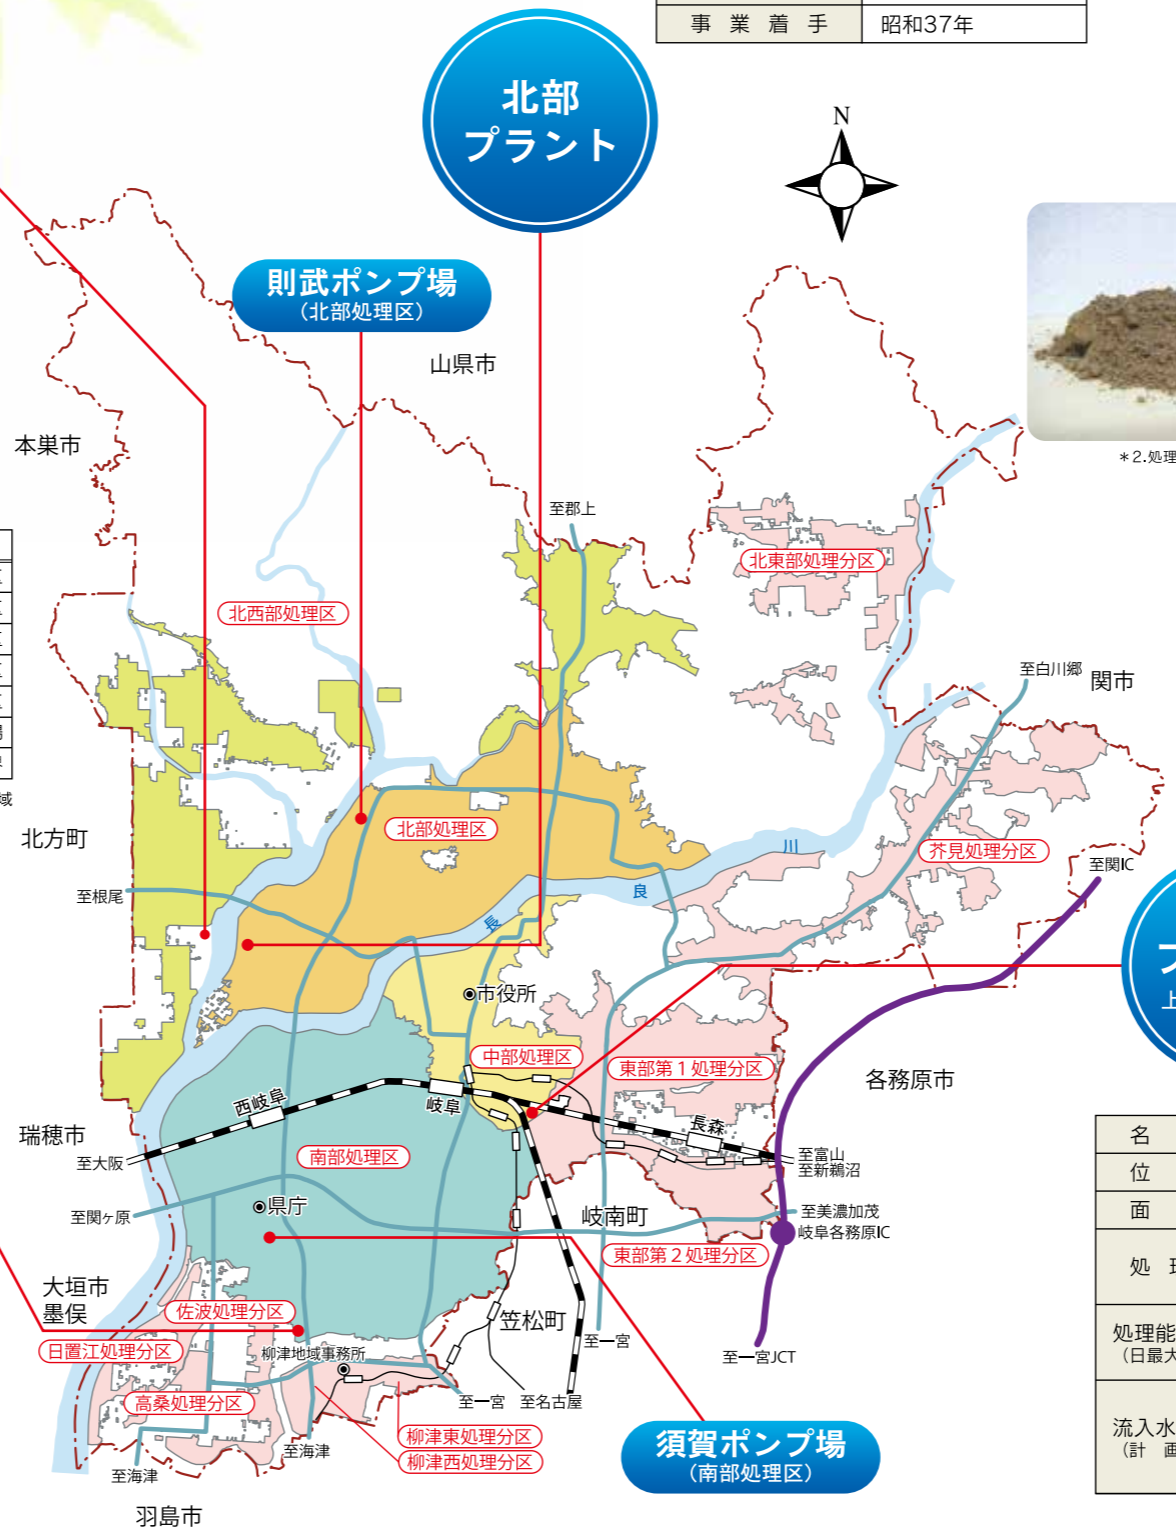 事業着手 昭和37年
北部
プラント
N
則武ポンプ場
(北部処理区)
山県市
本巣市
*2.処理
至郡上
北東部処理分区
北西部処理区
至白川郷
関市
域
北方町
北部処理区
川
芥見処理分区
至関IC
至根尾
良
長
市役所
上
中部処理区
東部第1処理分区
各務原市
西岐阜
岐阜
長森
瑞穂市
至大阪
南部処理区
至富山
至新鵜沼
名
位
面
県庁
至関ヶ原
岐南町
至美濃加茂
岐阜各務原IC
東部第2処理分区
処
大垣市
墨俣
佐波処理分区
笠松町
日置江処理分区
柳津地域事務所
至一宮
至一宮JCT
処理能
(日最大
高桑処理分区
至一宮
至名古屋
柳津東処理分区
柳津西処理分区
至海津
至海津
須賀ポンプ場
(南部処理区)
流入水
(計画
羽島市